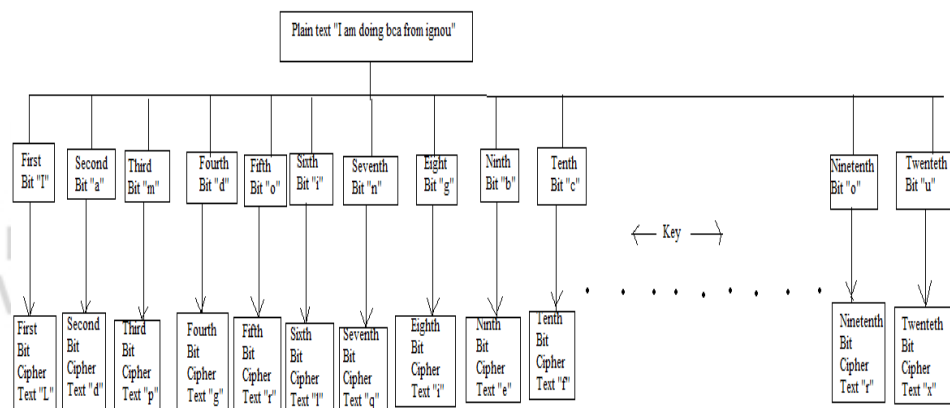 Plain text "I am doing bca from ignou"
First
Bit "I"
Second
Bit "a"
Third
Bit "m"
Fourth
Bit "d"
Fifth
Bit "o"
Sixth
Bit "i"
Seventh
Bit "n"
Eight
Bit "g"
Ninth
Bit "b"
Tenth
Bit "c"
Ninetenth
Bit "o"
Twenteth
Bit "u"
Key
First
Bit
Cipher
Text "L"
Second
Bit
Cipher
Text "d"
Third
Bit
Cipher
Text "p"
Fourth
Bit
Cipher
Text "g"
Fifth
Bit
Cipher
Text "r"
Sixth
Bit
Cipher
Text "l"
Seventh
Bit
Cipher
Text "q"
Eighth
Bit
Cipher
Text "i"
Ninth
Bit
Cipher
Text "e"
Tenth
Bit
Cipher
Text "f"
Ninetenth
Bit
Cipher
Text "r"
Twenteth
Bit
Cipher
Text "x"